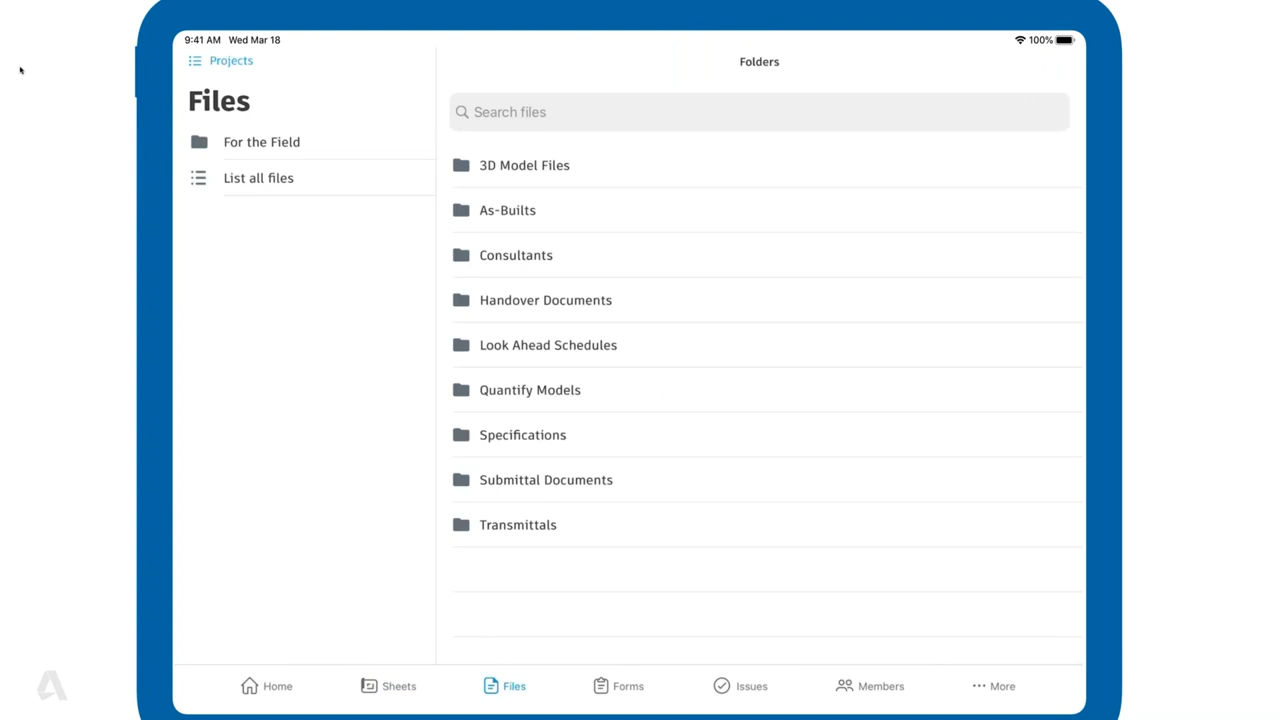 9:41 AM Wed Mar 18
100%
Projects
Folders
Files
Search files
For the Field
List all files
3D Model Files
As-Builts
Consultants
Handover Documents
Look Ahead Schedules
Quantify Models
Specifications
Submittal Documents
Transmittals
Home
Sheets
Files
Forms
Issues
Members
More